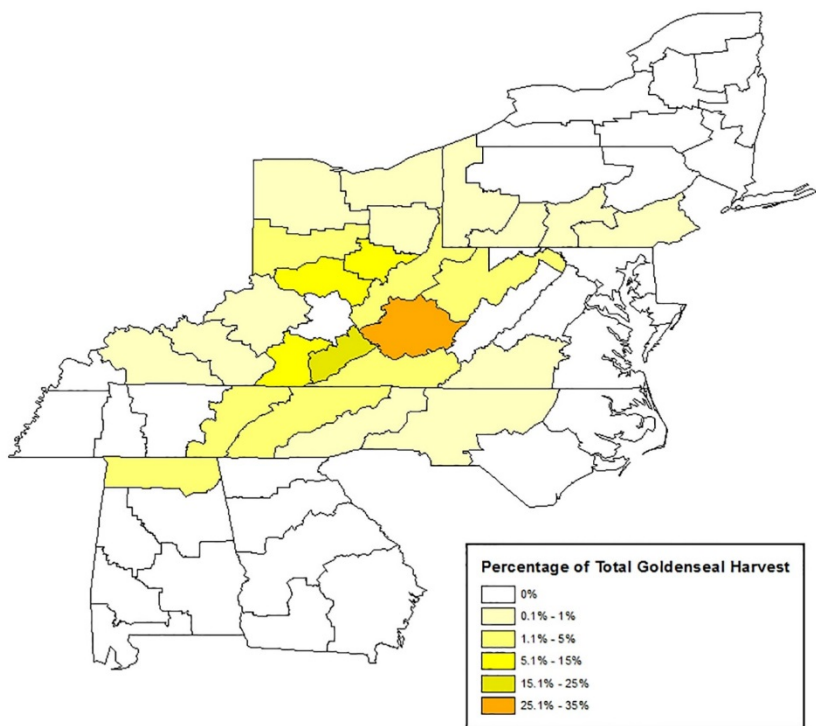 Percentage of Total Goldenseal Harvest
0%
0.1% - 1%
1.1% - 5%
5.1% - 15%
15.1% - 25%
25.1% - 35%